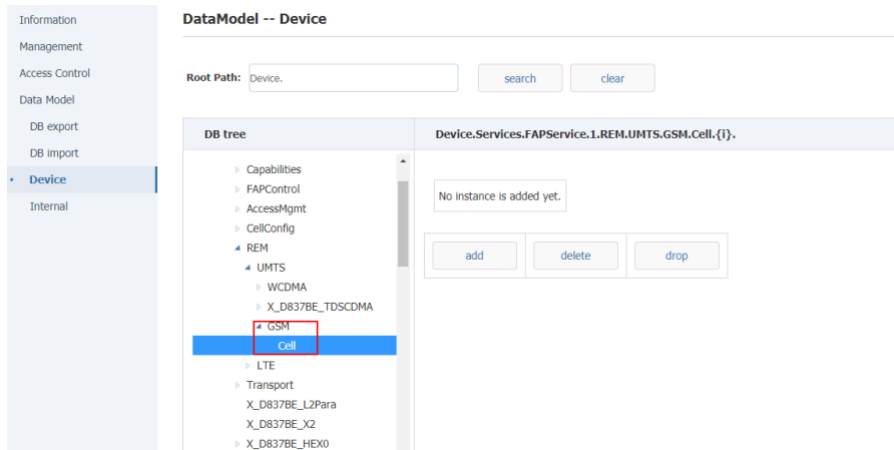 Information
Management
Access Control
Data Model
DB export
DB import
Device
Internal
DataModel -- Device
Root Path: Device. search clear
DB tree
Capabilities
FAPControl
AccessMgmt
CellConfig
REM
UMTS
WCDMA
X_D837BE_TDSCDMA
GSM
Cell
LTE
Transport
X_D837BE_L2Para
X_D837BE_X2
X_D837BE_HEX0
Device.Services.FAPService.1.REM.UMTS.GSM.Cell.{i}.
No instance is added yet.
add delete drop